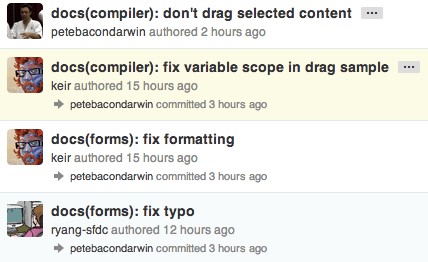 docs(compiler): don't drag selected content ...
petebacondarwin authored 2 hours ago
docs(compiler): fix variable scope in drag sample ...
keir authored 15 hours ago
petebacondarwin committed 3 hours ago
docs(forms): fix formatting
keir authored 15 hours ago
petebacondarwin committed 3 hours ago
docs(forms): fix typo
ryang-sfdc authored 12 hours ago
petebacondarwin committed 3 hours ago